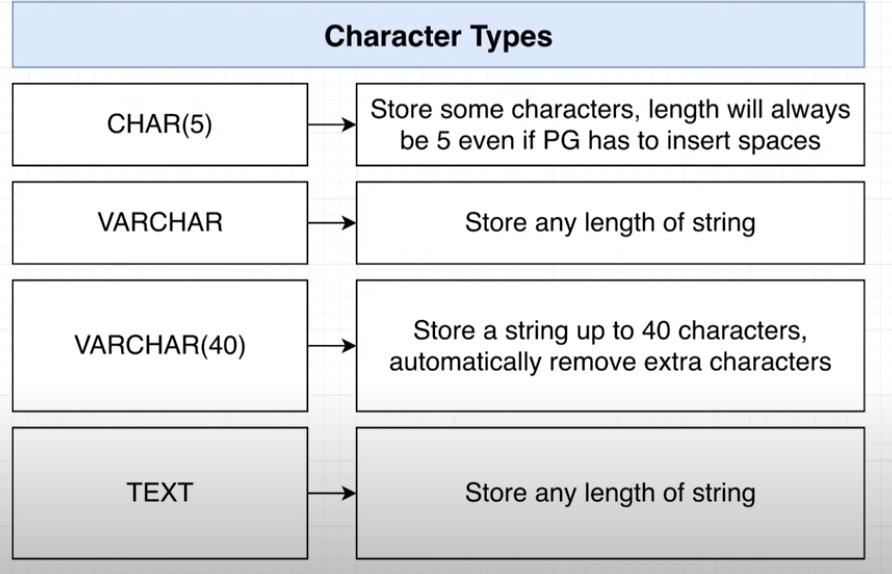 Character Types
CHAR(5)
Store some characters, length will always
be 5 even if PG has to insert spaces
VARCHAR
Store any length of string
VARCHAR(40)
Store a string up to 40 characters,
automatically remove extra characters
TEXT
Store any length of string